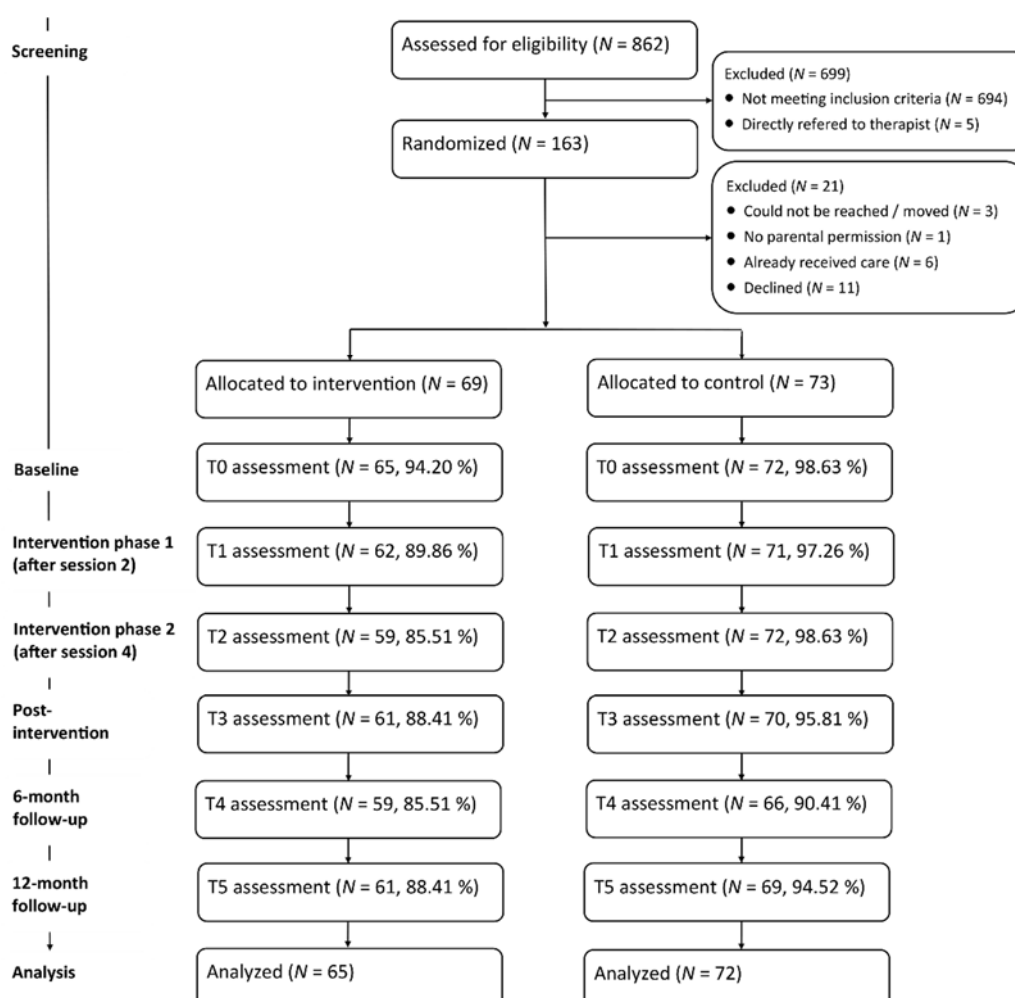 Screening
Assessed for eligibility (N = 862)
Excluded (N = 699)
● Not meeting inclusion criteria (N = 694)
● Directly refered to therapist (N = 5)
Randomized (N = 163)
Excluded (N = 21)
● Could not be reached / moved (N = 3)
● No parental permission (N = 1)
● Already received care (N = 6)
● Declined (N = 11)
Allocated to intervention (N = 69)
Allocated to control (N = 73)
Baseline
T0 assessment (N = 65, 94.20 %)
T0 assessment (N = 72, 98.63 %)
Intervention phase 1
(after session 2)
T1 assessment (N = 62, 89.86 %)
T1 assessment (N = 71, 97.26 %)
Intervention phase 2
(after session 4)
T2 assessment (N = 59, 85.51 %)
T2 assessment (N = 72, 98.63 %)
Post-
intervention
T3 assessment (N = 61, 88.41 %)
T3 assessment (N = 70, 95.81 %)
6-month
follow-up
T4 assessment (N = 59, 85.51 %)
T4 assessment (N = 66, 90.41 %)
12-month
follow-up
T5 assessment (N = 61, 88.41 %)
T5 assessment (N = 69, 94.52 %)
Analysis
Analyzed (N = 65)
Analyzed (N = 72)